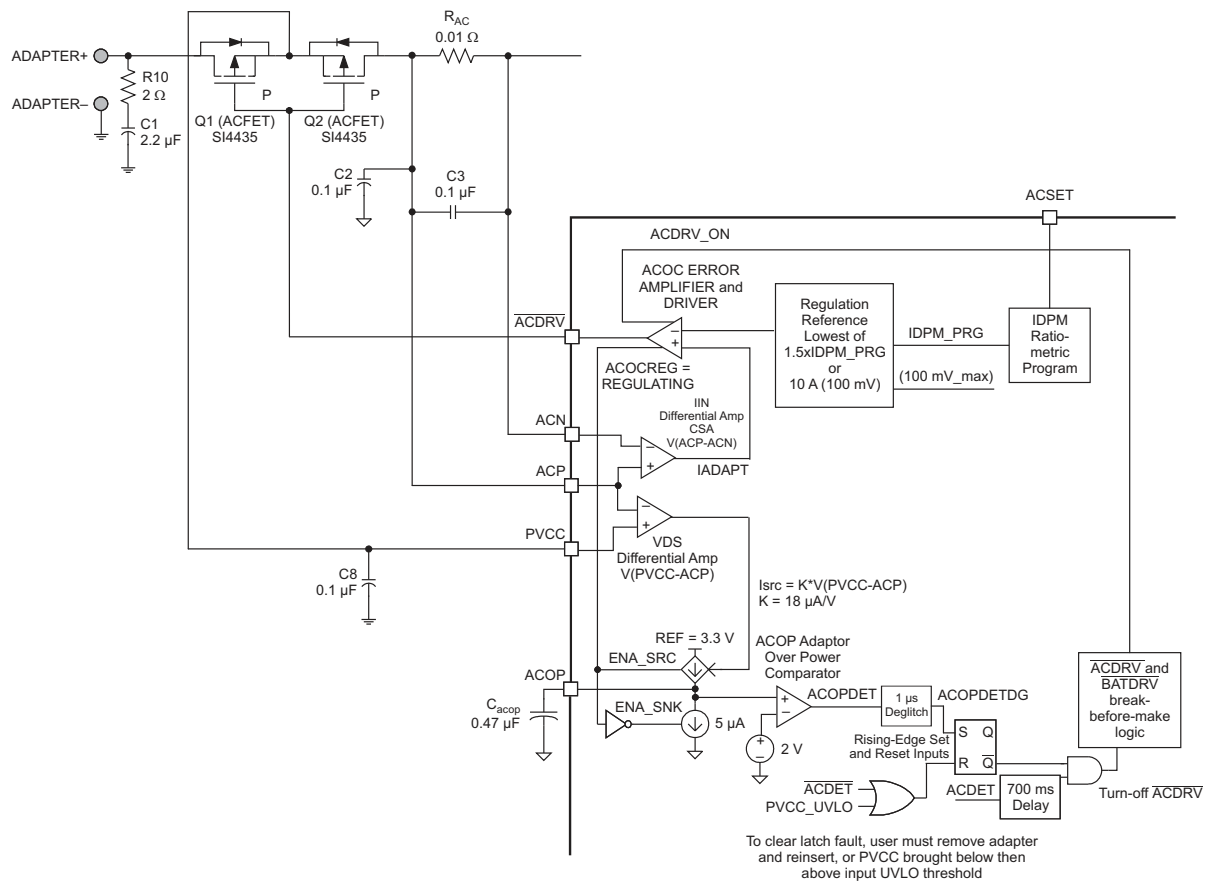 R_AC
0.01 Ω
ADAPTER+
R10
2 Ω
P
P
ADAPTER–
C1
2.2 µF
Q1 (ACFET)
SI4435
Q2 (ACFET)
SI4435
C2
0.1 µF
C3
0.1 µF
ACSET
ACDRV_ON
ACOC ERROR
AMPLIFIER and
DRIVER
Regulation
Reference
Lowest of
1.5xIDPM_PRG
or
10 A (100 mV)
IDPM_PRG
IDPM
Ratio-
metric
Program
ACDRV
–
+
(100 mV_max)
ACOCREG =
REGULATING
IIN
Differential Amp
CSA
V(ACP-ACN)
ACN
–
+
IADAPT
ACP
–
+
PVCC
VDS
Differential Amp
V(PVCC-ACP)
C8
0.1 µF
Isrc = K*V(PVCC-ACP)
K = 18 µA/V
REF = 3.3 V
ACOP Adaptor
Over Power
Comparator
ENA_SRC
ACOP
C_acop
0.47 µF
ENA_SNK
5 µA
+
–
ACOPDET
1 µs
Deglitch
ACOPDETDG
+
–
2 V
Rising-Edge Set
and Reset Inputs
S Q
R Q
ACDRV and
BATDRV
break-
before-make
logic
ACDET
PVCC_UVLO
ACDET
700 ms
Delay
Turn-off ACDRV
To clear latch fault, user must remove adapter
and reinsert, or PVCC brought below then
above input UVLO threshold